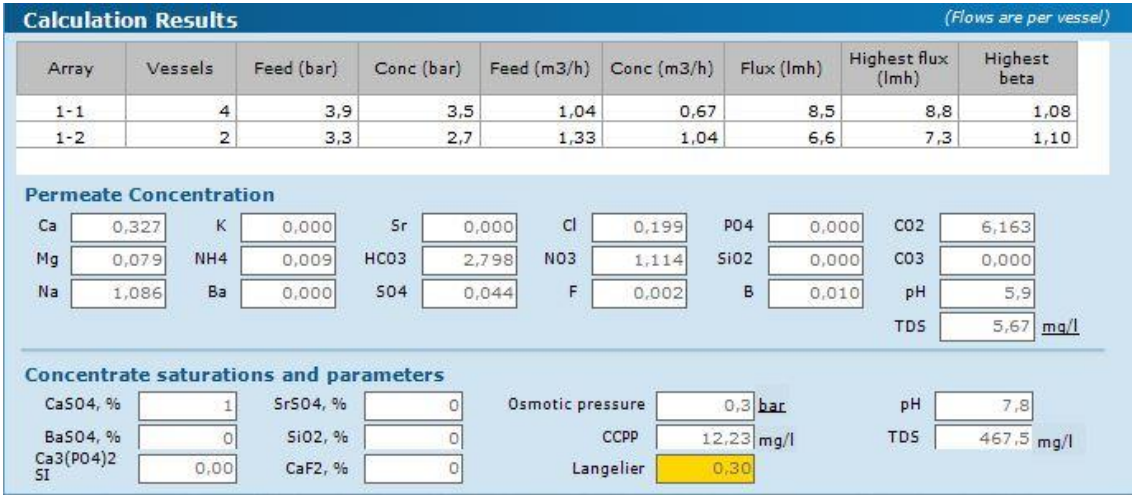 Calculation Results (Flows are per vessel)
Array Vessels Feed (bar) Conc (bar) Feed (m3/h) Conc (m3/h) Flux (lmh) Highest flux (lmh) Highest beta
1-1 4 3,9 3,5 1,04 0,67 8,5 8,8 1,08
1-2 2 3,3 2,7 1,33 1,04 6,6 7,3 1,10
Permeate Concentration
Ca 0,327 K 0,000 Sr 0,000 Cl 0,199 PO4 0,000 CO2 6,163
Mg 0,079 NH4 0,009 HCO3 2,798 NO3 1,114 SiO2 0,000 CO3 0,000
Na 1,086 Ba 0,000 SO4 0,044 F 0,002 B 0,010 pH 5,9
TDS 5,67 mg/l
Concentrate saturations and parameters
CaSO4, % 1 SrSO4, % 0 Osmotic pressure 0,3 bar pH 7,8
BaSO4, % 0 SiO2, % 0 CCPP 12,23 mg/l TDS 467,5 mg/l
Ca3(PO4)2 SI 0,00 CaF2, % 0 Langelier 0,30